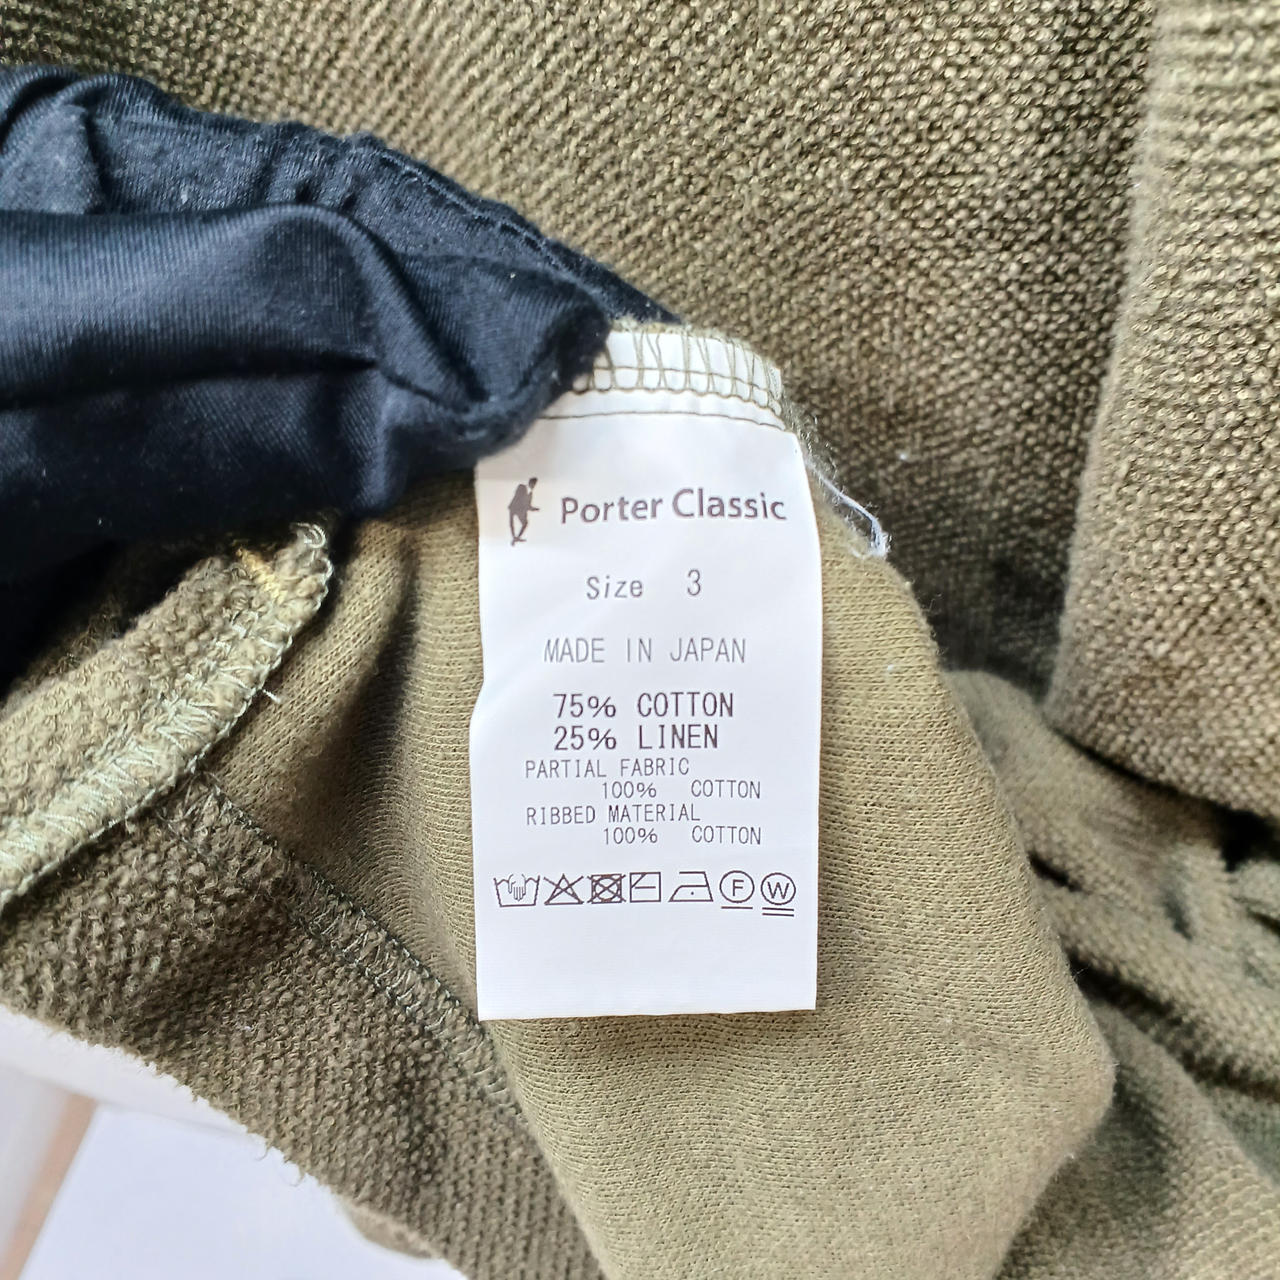 Porter Classic
Size 3
MADE IN JAPAN
75% COTTON
25% LINEN
PARTIAL FABRIC
100% COTTON
RIBBED MATERIAL
100% COTTON
F W